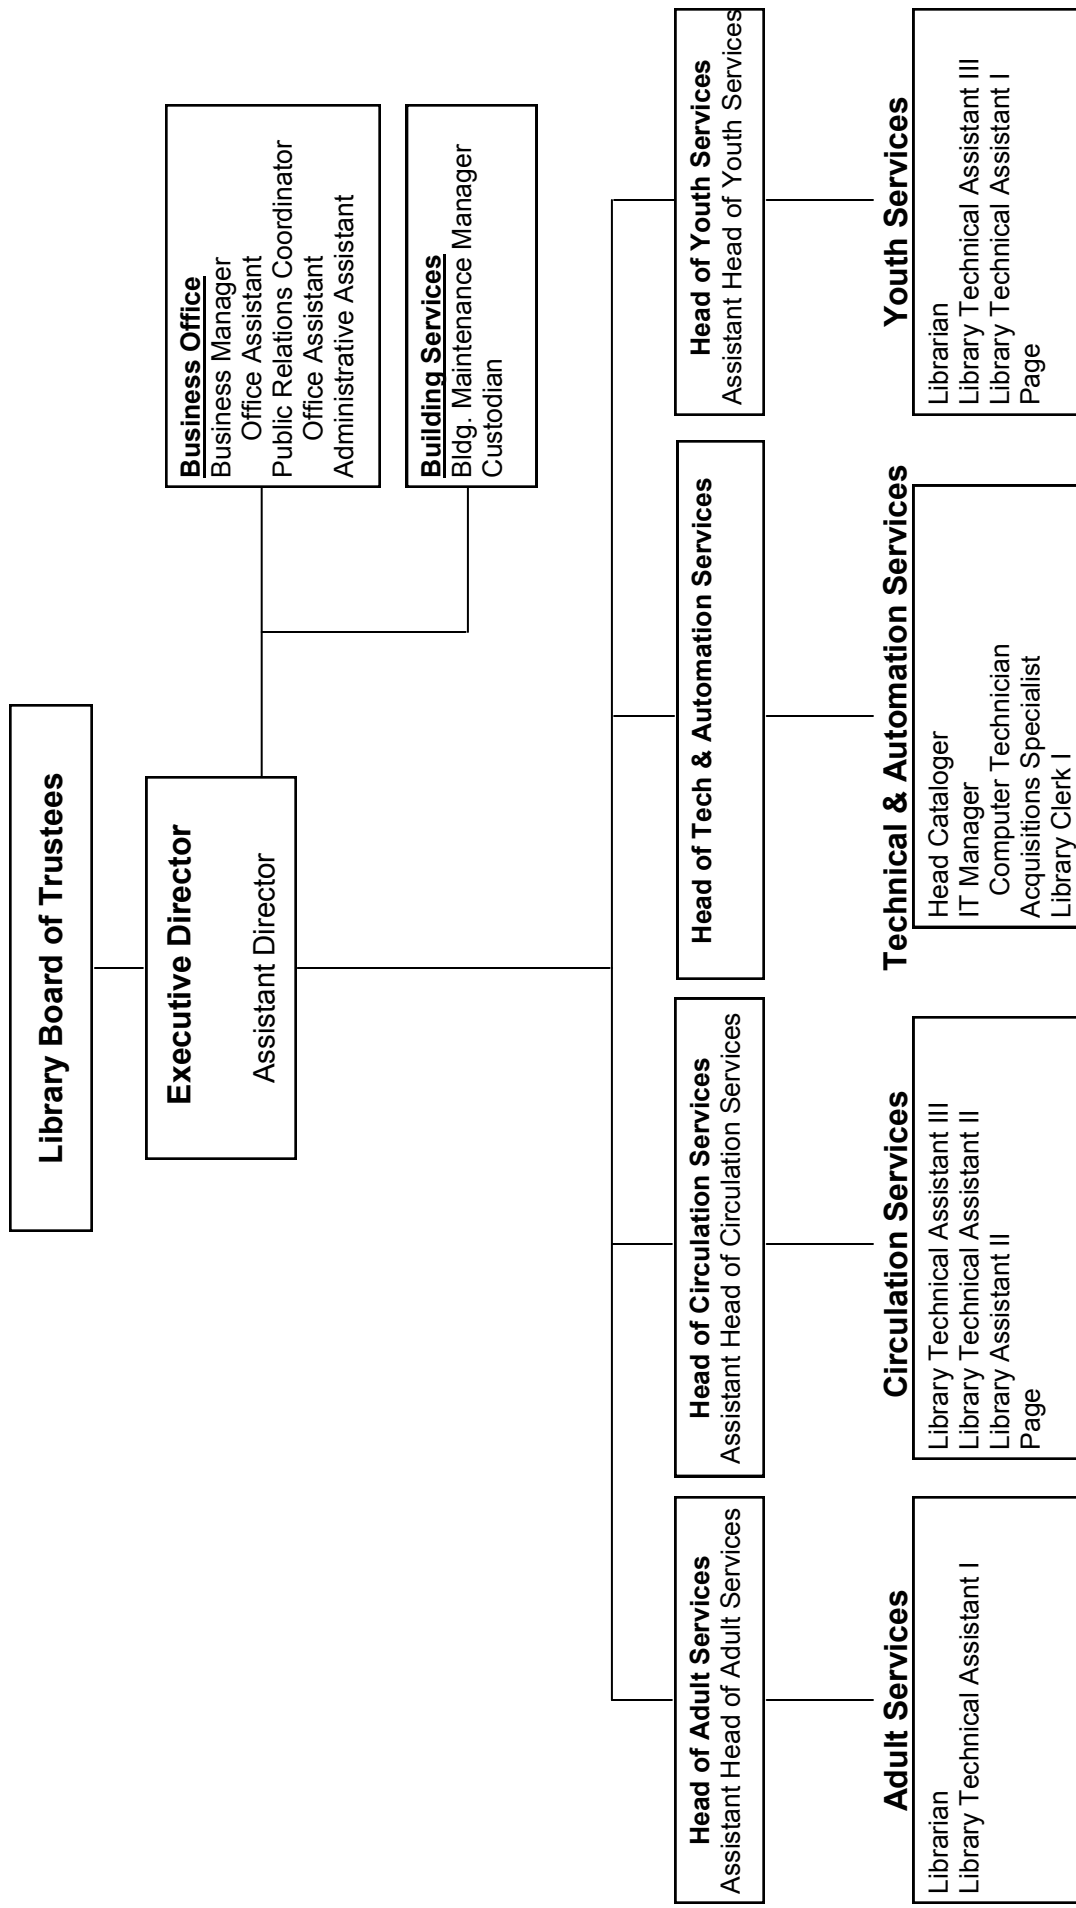 Library Board of Trustees
Executive Director
Assistant Director
Business Office
Business Manager
Office Assistant
Public Relations Coordinator
Office Assistant
Administrative Assistant
Building Services
Bldg. Maintenance Manager
Custodian
Head of Adult Services
Assistant Head of Adult Services
Head of Circulation Services
Assistant Head of Circulation Services
Head of Tech & Automation Services
Head of Youth Services
Assistant Head of Youth Services
Adult Services
Librarian
Library Technical Assistant I
Circulation Services
Library Technical Assistant III
Library Technical Assistant II
Library Assistant II
Page
Technical & Automation Services
Head Cataloger
IT Manager
Computer Technician
Acquisitions Specialist
Library Clerk I
Youth Services
Librarian
Library Technical Assistant III
Library Technical Assistant I
Page